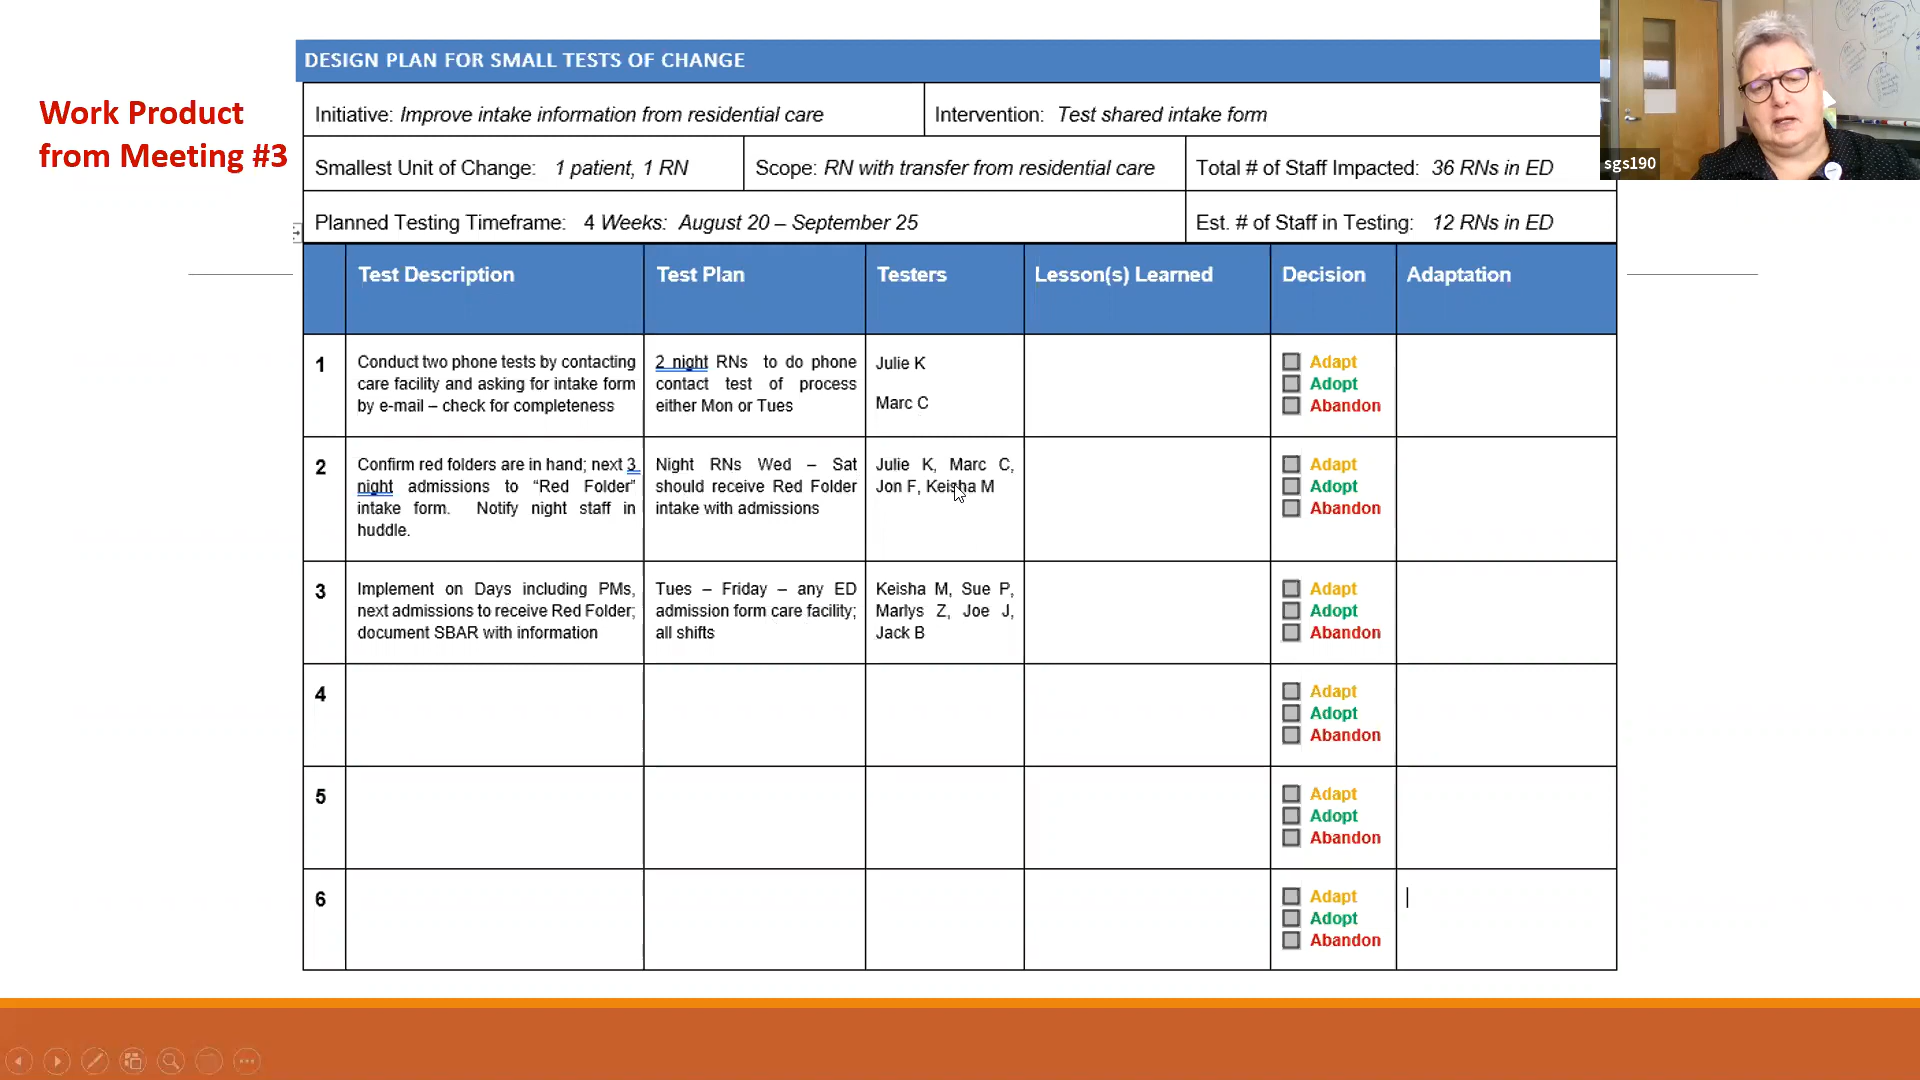 Work Product
from Meeting #3
DESIGN PLAN FOR SMALL TESTS OF CHANGE
Initiative: Improve intake information from residential care
Intervention: Test shared intake form
Smallest Unit of Change: 1 patient, 1 RN
Scope: RN with transfer from residential care
Total # of Staff Impacted: 36 RNs in ED
Planned Testing Timeframe: 4 Weeks: August 20 – September 25
Est. # of Staff in Testing: 12 RNs in ED
Test Description
Test Plan
Testers
Lesson(s) Learned
Decision
Adaptation
1
Conduct two phone tests by contacting
care facility and asking for intake form
by e-mail – check for completeness
2 night RNs to do phone
contact test of process
either Mon or Tues
Julie K
Marc C
Adapt
Adopt
Abandon
2
Confirm red folders are in hand; next 3
night admissions to “Red Folder”
intake form. Notify night staff in
huddle.
Night RNs Wed – Sat
should receive Red Folder
intake with admissions
Julie K, Marc C,
Jon F, Keisha M
Adapt
Adopt
Abandon
3
Implement on Days including PMs,
next admissions to receive Red Folder;
document SBAR with information
Tues – Friday – any ED
admission form care facility;
all shifts
Keisha M, Sue P,
Marlys Z, Joe J,
Jack B
Adapt
Adopt
Abandon
4
Adapt
Adopt
Abandon
5
Adapt
Adopt
Abandon
6
Adapt
Adopt
Abandon
sgs190